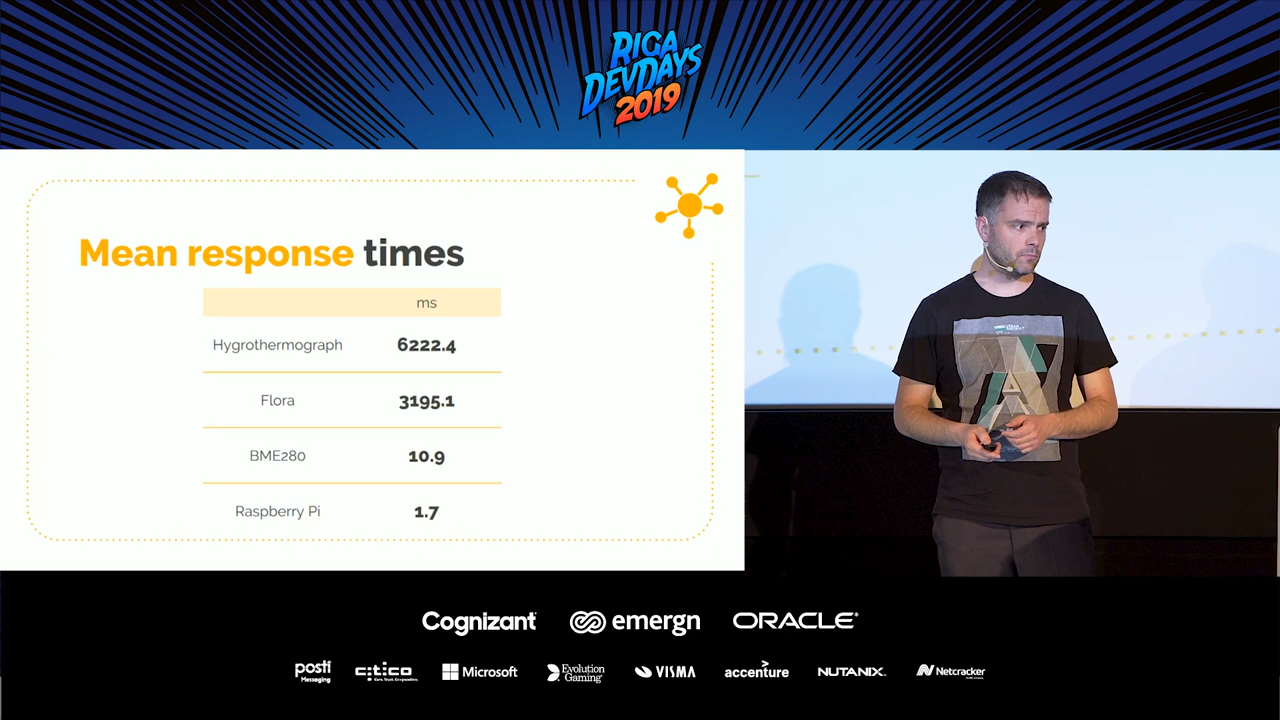 RIGA
DEVDAYS
2019
Mean response times
ms
Hygrothermograph 6222.4
Flora 3195.1
BME280 10.9
Raspberry Pi 1.7
Cognizant emergn ORACLE
posti Messaging citico Microsoft Evolution Gaming VISMA accenture NUTANIX Netcracker